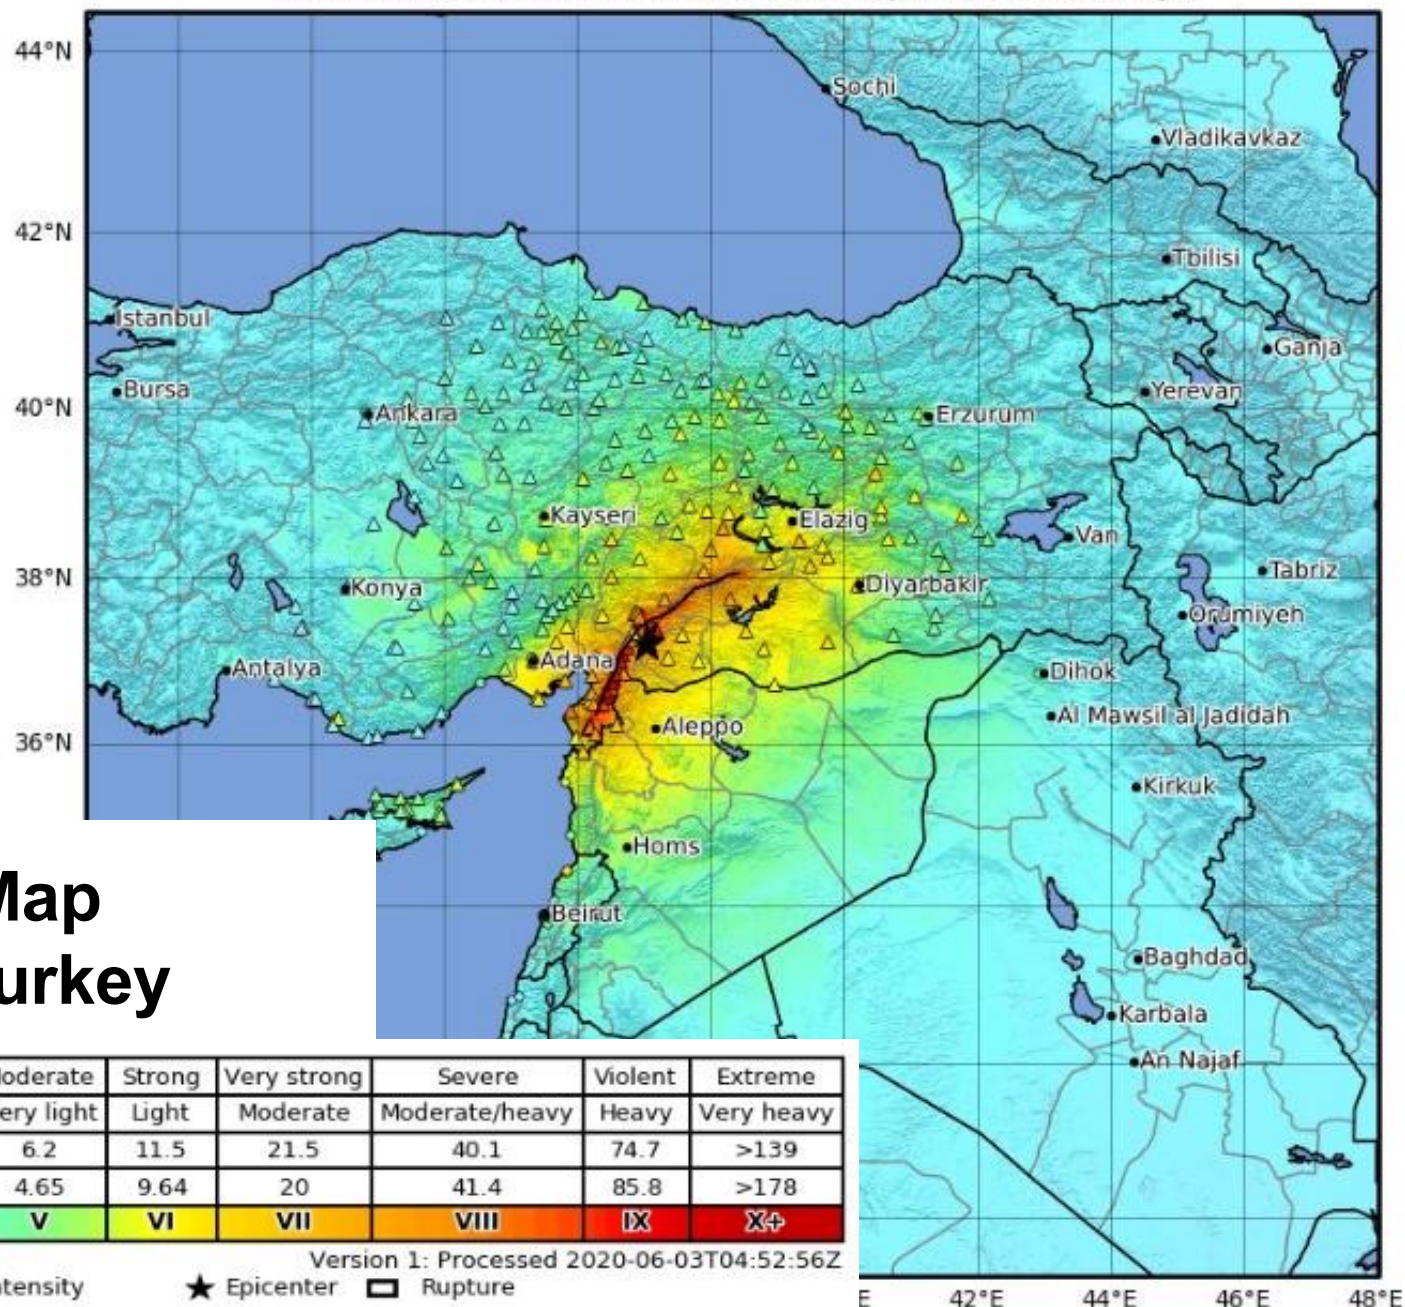 44°N
Sochi
Vladikavkaz
42°N
Tbilisi
Istanbul
Ganja
Bursa
Yerevan
40°N
Ankara
Erzurum
Kayseri
Elazig
Van
38°N
Tabriz
Konya
Diyarbakir
Orumiyeh
Adana
Antalya
Dihok
Al Mawsil al Jadidah
Aleppo
36°N
Kirkuk
Homs
Map
urkey
Beirut
Baghdad
Karbala
An Najaf
oderate Strong Very strong Severe Violent Extreme
ery light Light Moderate Moderate/heavy Heavy Very heavy
6.2 11.5 21.5 40.1 74.7 >139
4.65 9.64 20 41.4 85.8 >178
V VI VII VIII IX X+
Version 1: Processed 2020-06-03T04:52:56Z
tensity ★ Epicenter Rupture
E 42°E 44°E 46°E 48°E